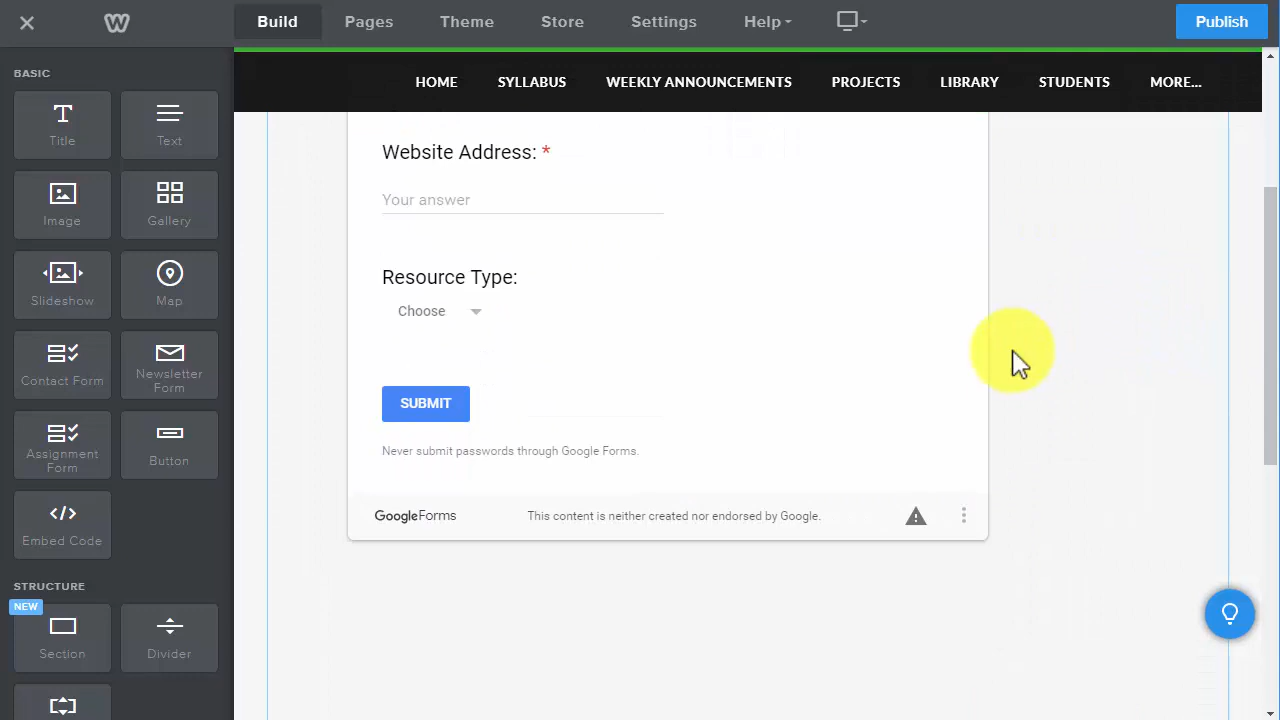 Build Pages Theme Store Settings Help Publish
HOME SYLLABUS WEEKLY ANNOUNCEMENTS PROJECTS LIBRARY STUDENTS MORE...
BASIC
Title Text
Image Gallery
Slideshow Map
Contact Form Newsletter Form
Assignment Form Button
Embed Code
STRUCTURE
NEW
Section Divider
Website Address: *
Your answer
Resource Type:
Choose
SUBMIT
Never submit passwords through Google Forms.
GoogleForms This content is neither created nor endorsed by Google.